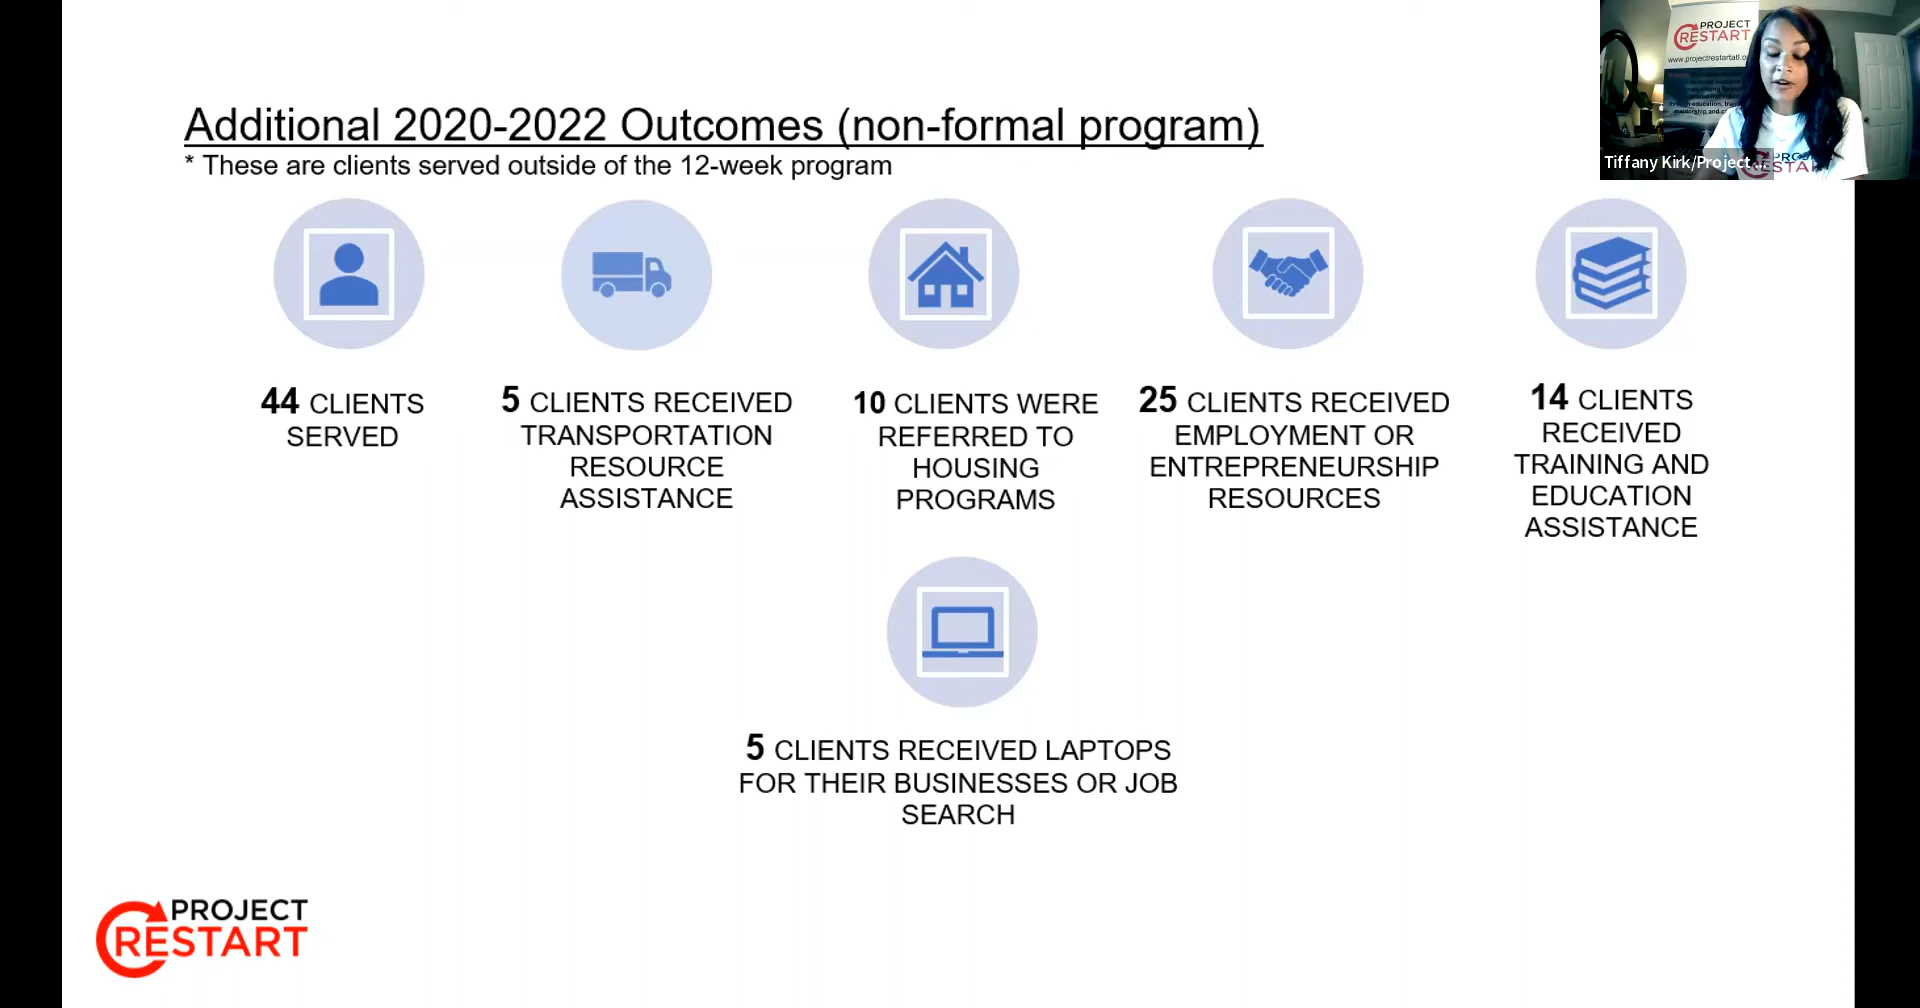 Additional 2020-2022 Outcomes (non-formal program)
* These are clients served outside of the 12-week program
44 CLIENTS
SERVED
5 CLIENTS RECEIVED
TRANSPORTATION
RESOURCE
ASSISTANCE
10 CLIENTS WERE
REFERRED TO
HOUSING
PROGRAMS
25 CLIENTS RECEIVED
EMPLOYMENT OR
ENTREPRENEURSHIP
RESOURCES
14 CLIENTS
RECEIVED
TRAINING AND
EDUCATION
ASSISTANCE
5 CLIENTS RECEIVED LAPTOPS
FOR THEIR BUSINESSES OR JOB
SEARCH
PROJECT
RESTART
PROJECT
RESTART
Tiffany Kirk/Project ...